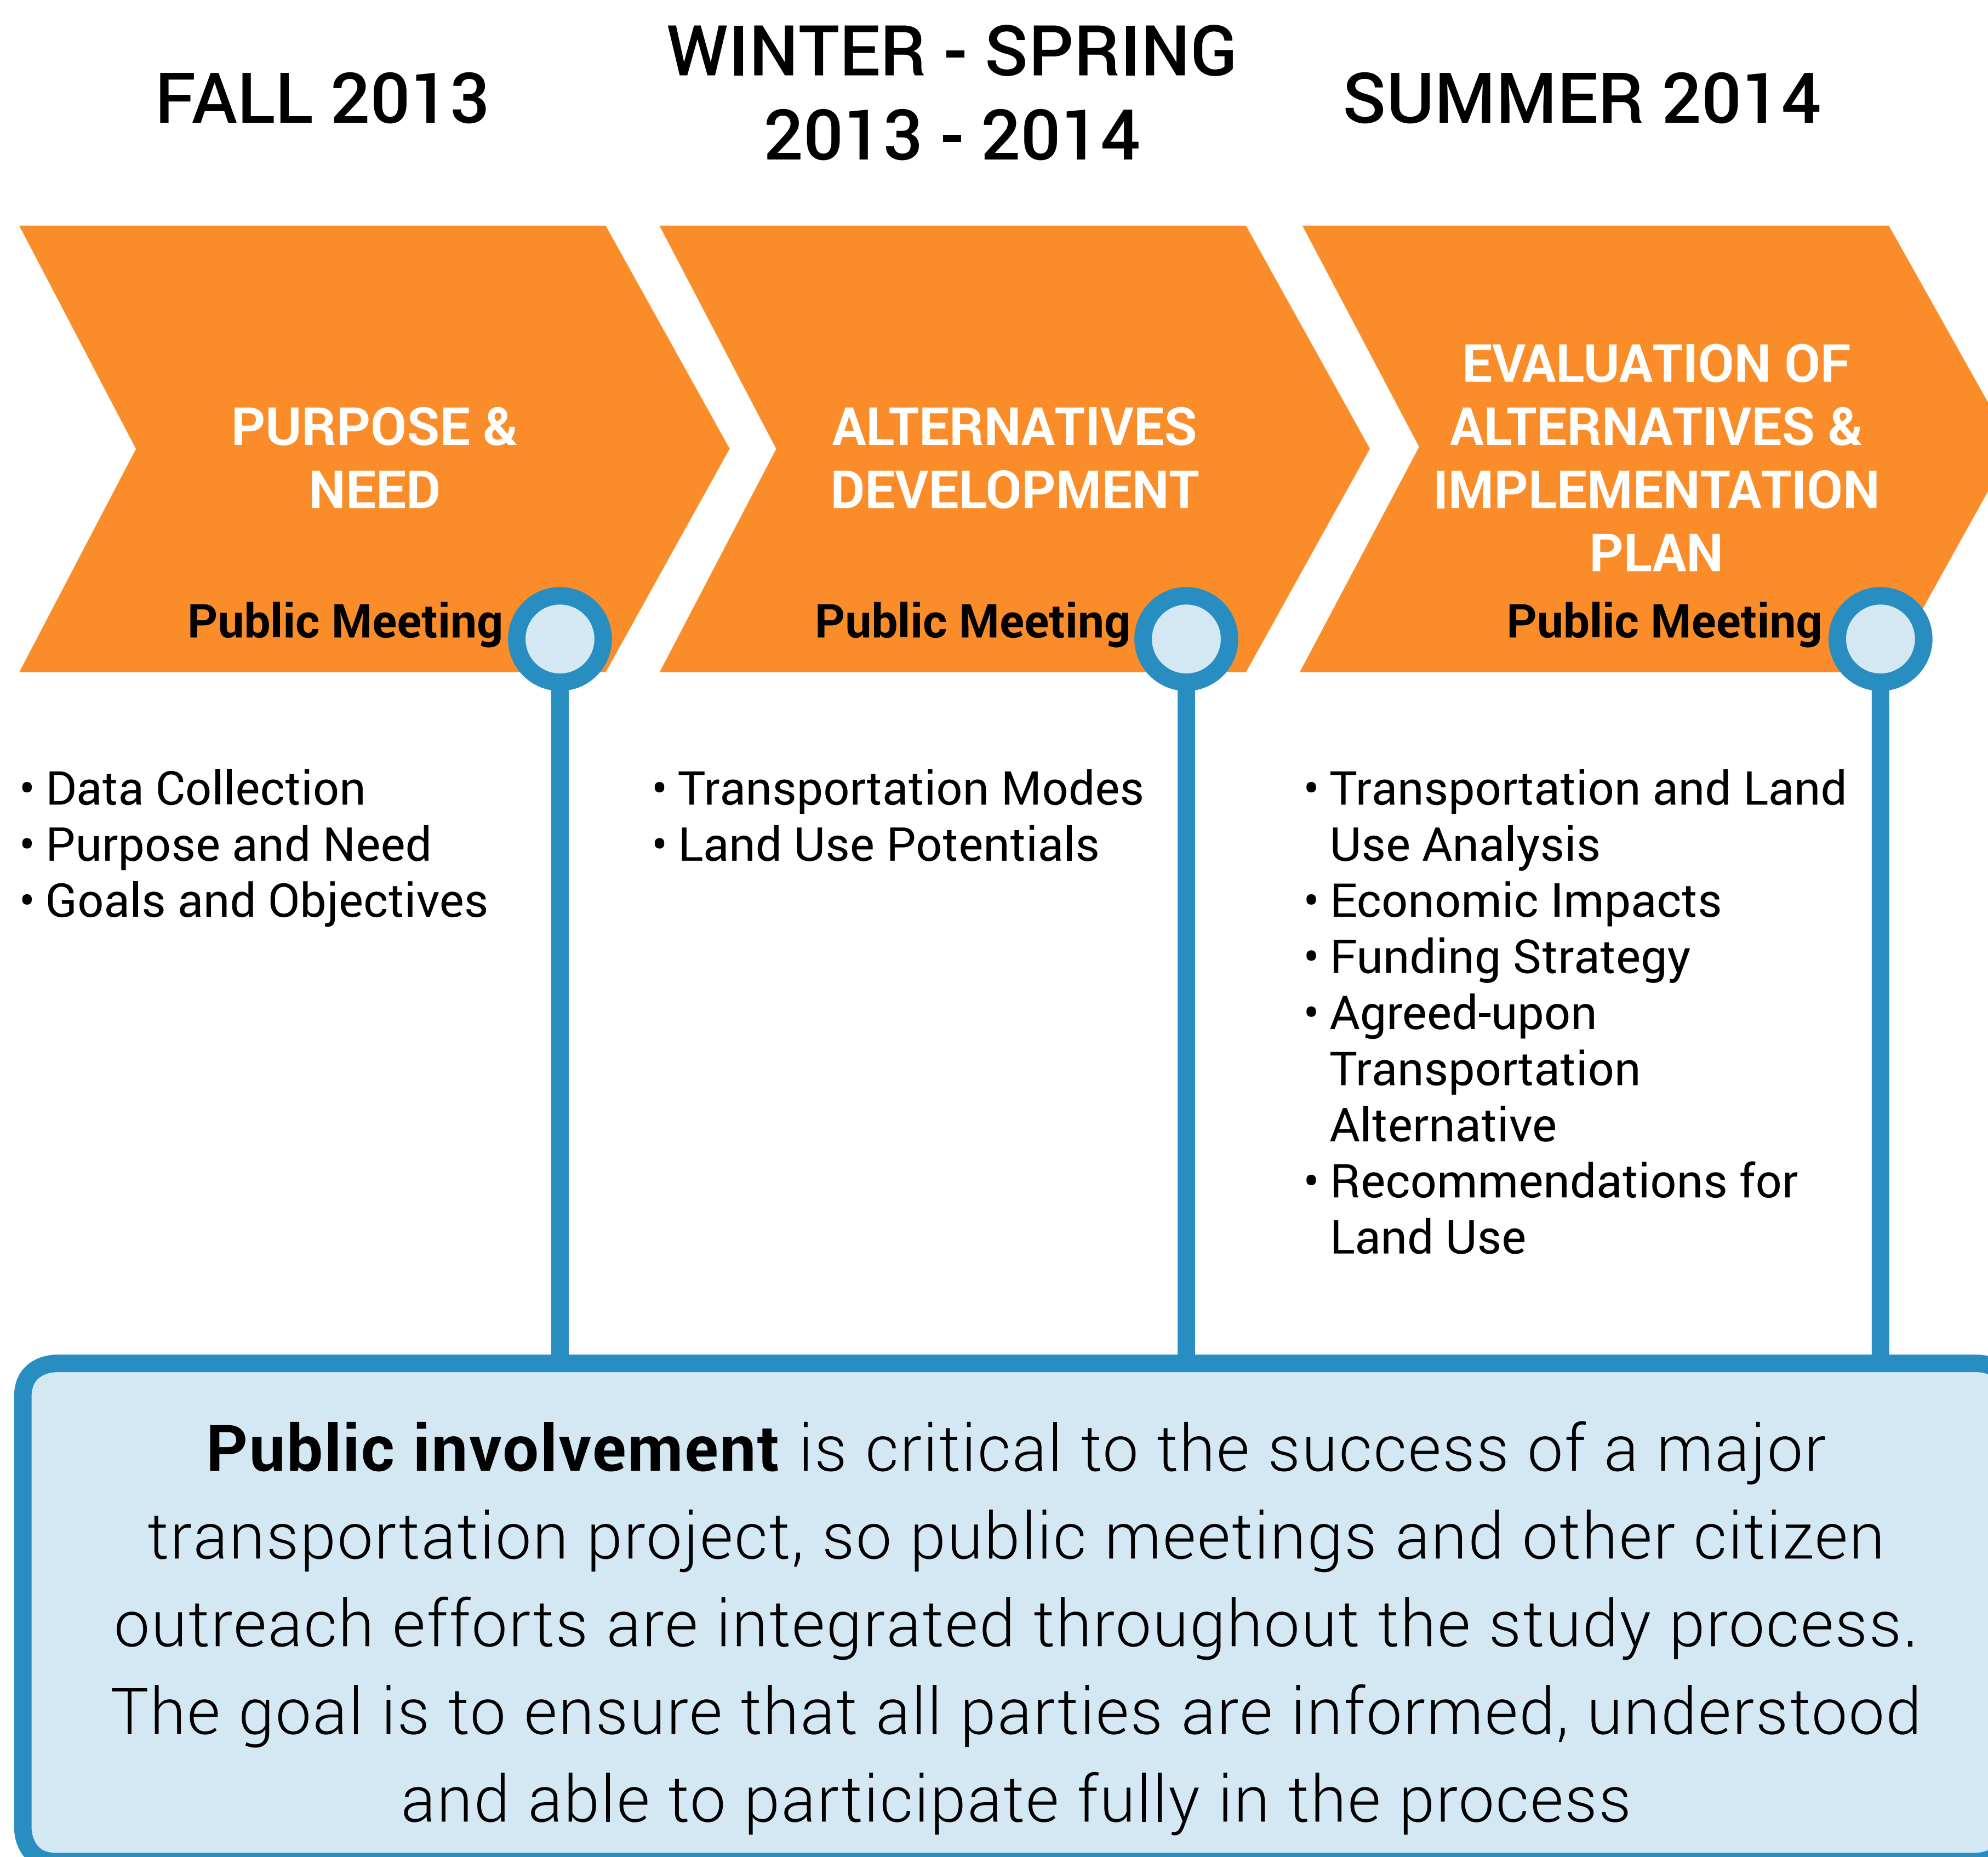 FALL 2013
WINTER - SPRING
2013 - 2014
SUMMER 2014
PURPOSE &
NEED
Public Meeting
ALTERNATIVES
DEVELOPMENT
Public Meeting
EVALUATION OF
ALTERNATIVES &
IMPLEMENTATION
PLAN
Public Meeting
• Data Collection
• Purpose and Need
• Goals and Objectives
• Transportation Modes
• Land Use Potentials
• Transportation and Land
Use Analysis
• Economic Impacts
• Funding Strategy
• Agreed-upon
Transportation
Alternative
• Recommendations for
Land Use
Public involvement is critical to the success of a major
transportation project, so public meetings and other citizen
outreach efforts are integrated throughout the study process.
The goal is to ensure that all parties are informed, understood
and able to participate fully in the process